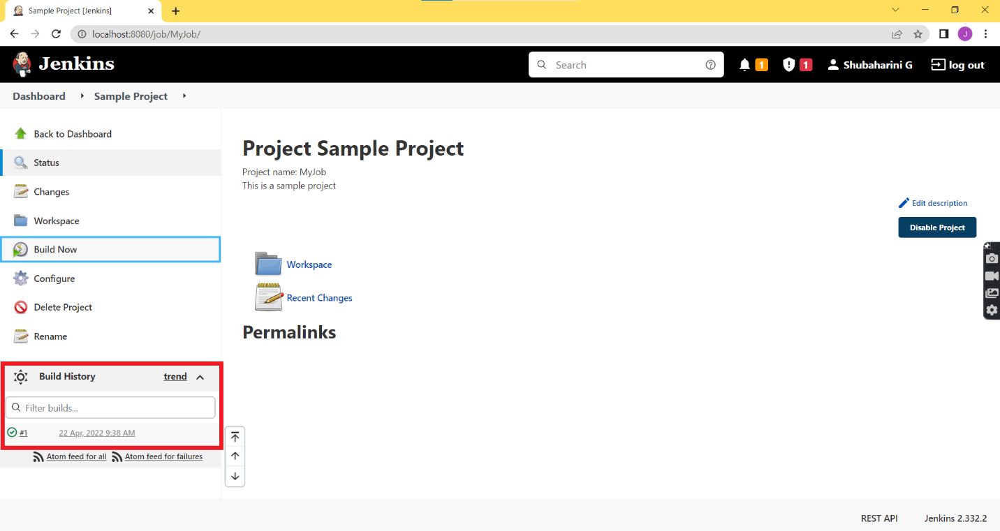 Sample Project [Jenkins]
localhost:8080/job/MyJob/
J
Jenkins
Search
1
1
Shubaharini G
log out
Dashboard
Sample Project
Back to Dashboard
Status
Changes
Workspace
Build Now
Configure
Delete Project
Rename
Build History
trend
Filter builds...
#1 22 Apr, 2022 9:38 AM
Atom feed for all Atom feed for failures
Project Sample Project
Project name: MyJob
This is a sample project
Edit description
Disable Project
Workspace
Recent Changes
Permalinks
REST API
Jenkins 2.332.2